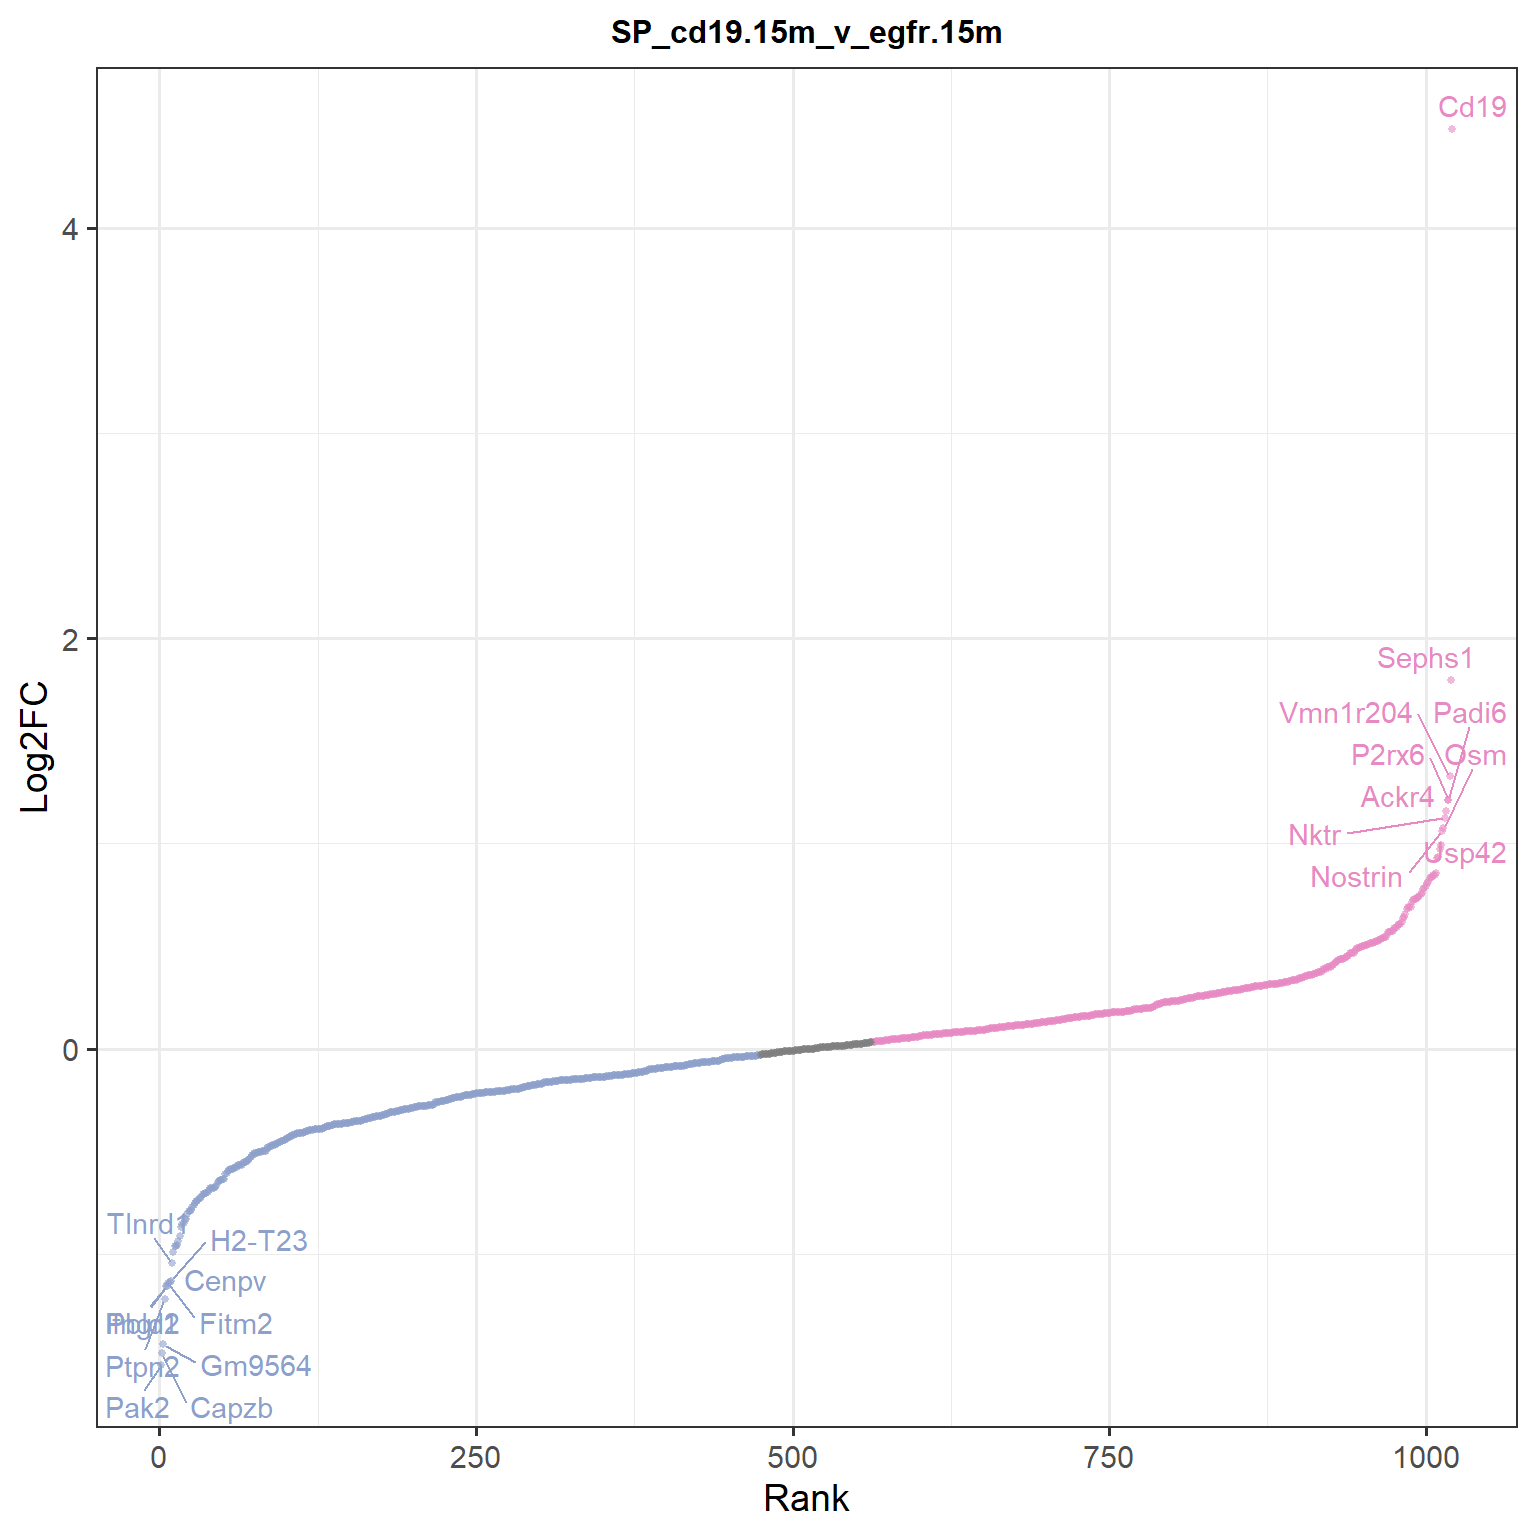 SP_cd19.15m_v_egfr.15m
Cd19
4
Sephs1
2
Vmn1r204
Padi6
P2rx6
Osm
Ackr4
Nktr
Usp42
Nostrin
Log2FC
0
Tlnrd1
H2-T23
Cenpv
Fitm2
Ptpn2
Gm9564
Pak2
Capzb
0
250
500
750
1000
Rank